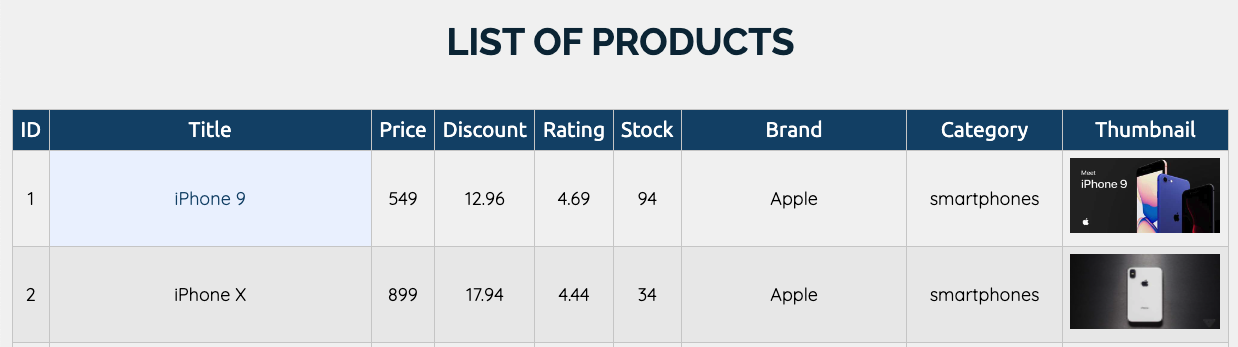 LIST OF PRODUCTS
ID Title Price Discount Rating Stock Brand Category Thumbnail
1 iPhone 9 549 12.96 4.69 94 Apple smartphones
Meet
iPhone 9
2 iPhone X 899 17.94 4.44 34 Apple smartphones